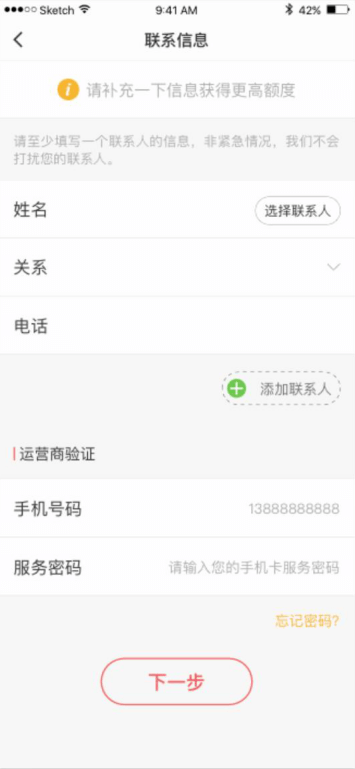 Sketch 9:41 AM 42%
联系信息
i 请补充一下信息获得更高额度
请至少填写一个联系人的信息，非紧急情况，我们不会
打扰您的联系人。
姓名 选择联系人
关系
电话
添加联系人
运营商验证
手机号码 13888888888
服务密码 请输入您的手机卡服务密码
忘记密码?
下一步